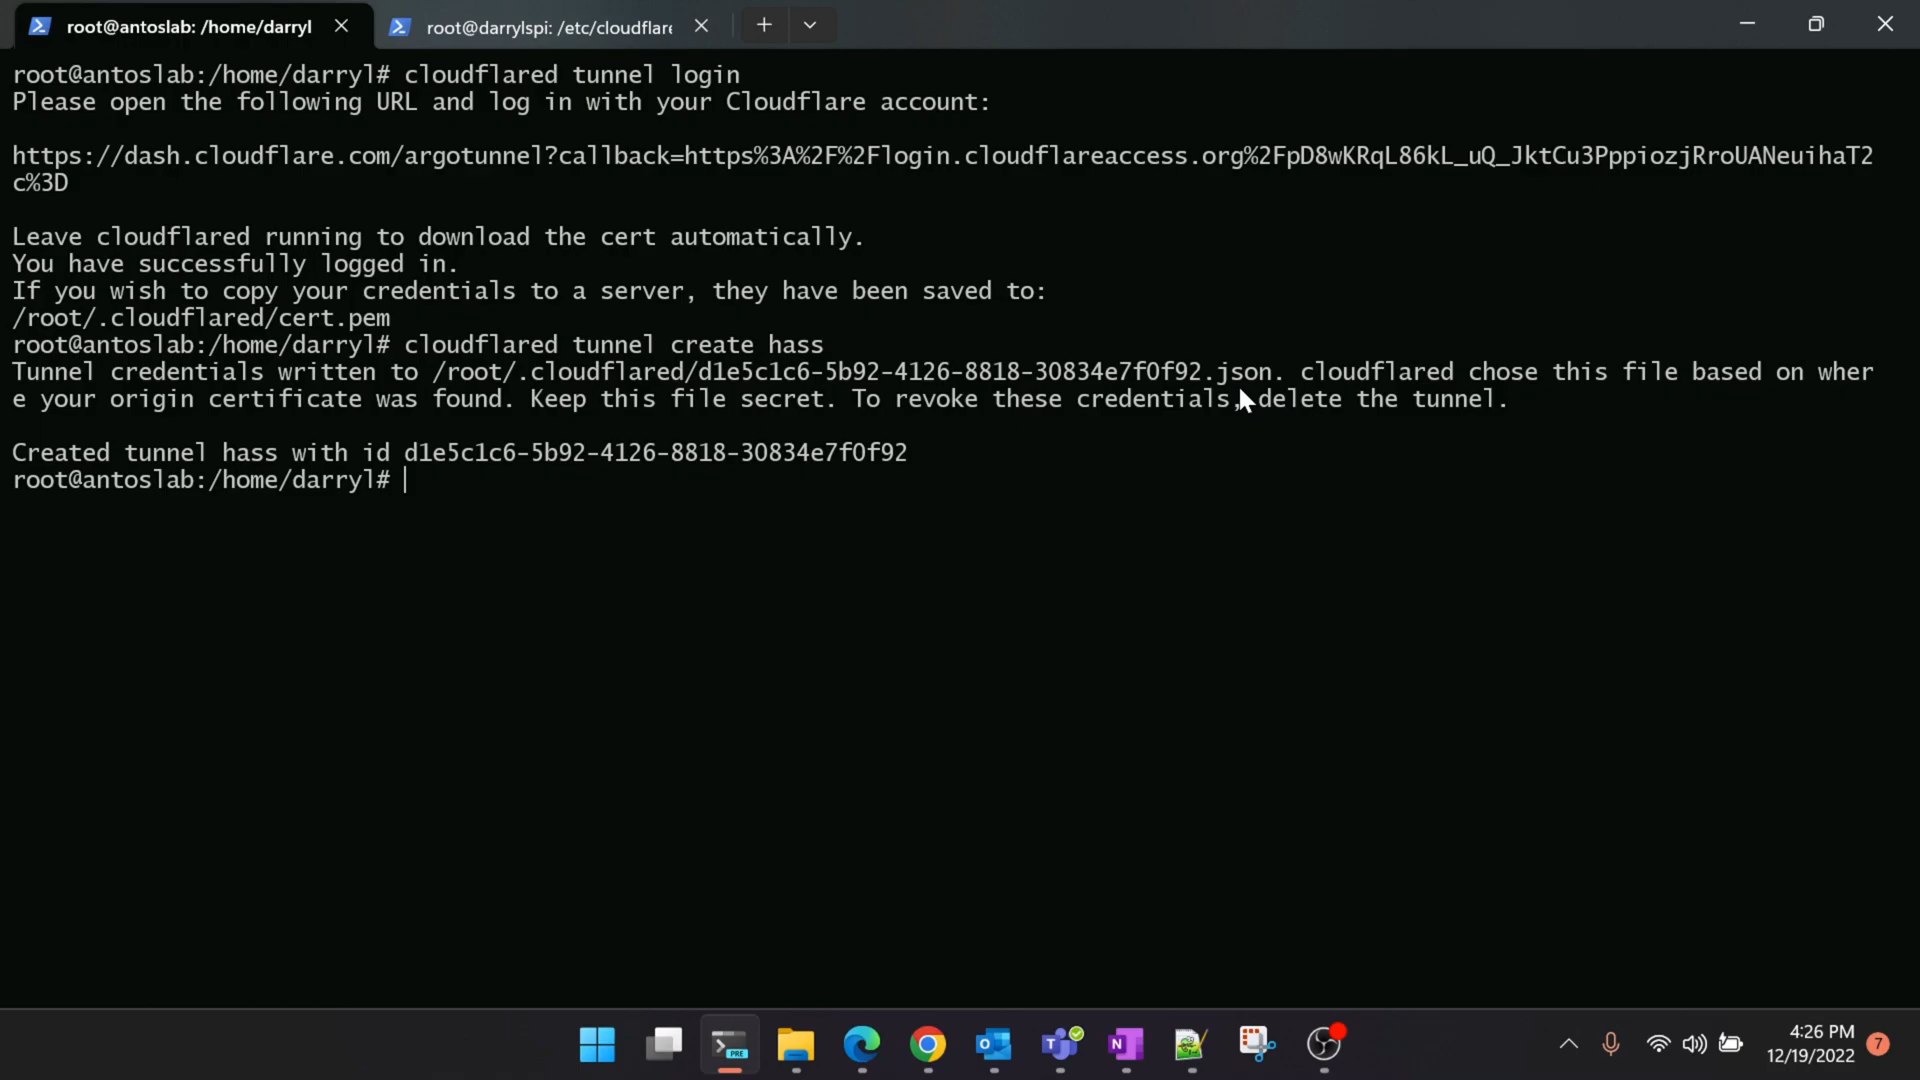 root@antoslab: /home/darryl
root@darrylspi: /etc/cloudflare
root@antoslab:/home/darryl# cloudflared tunnel login
Please open the following URL and log in with your Cloudflare account:
https://dash.cloudflare.com/argotunnel?callback=https%3A%2F%2Flogin.cloudflareaccess.org%2FpD8wKRqL86kL_uQ_JktCu3PppiozjRroUANeuihaT2
c%3D
Leave cloudflared running to download the cert automatically.
You have successfully logged in.
If you wish to copy your credentials to a server, they have been saved to:
/root/.cloudflared/cert.pem
root@antoslab:/home/darryl# cloudflared tunnel create hass
Tunnel credentials written to /root/.cloudflared/d1e5c1c6-5b92-4126-8818-30834e7f0f92.json. cloudflared chose this file based on wher
e your origin certificate was found. Keep this file secret. To revoke these credentials, delete the tunnel.
Created tunnel hass with id d1e5c1c6-5b92-4126-8818-30834e7f0f92
root@antoslab:/home/darryl#
PRE
4:26 PM
12/19/2022
7